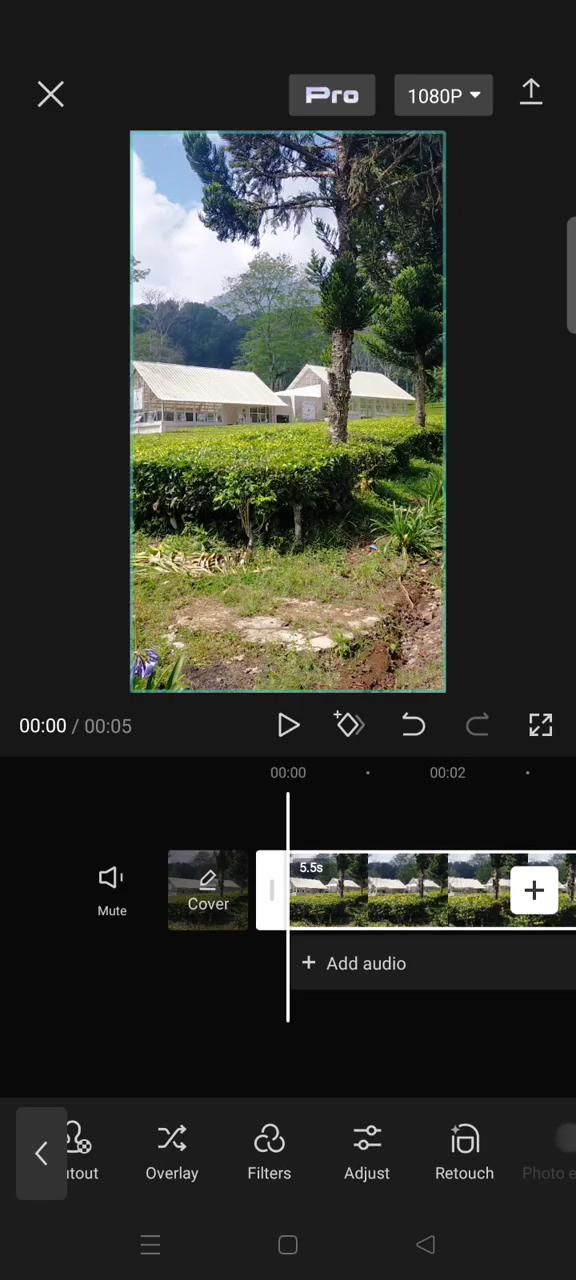 Pro
1080P
00:00 / 00:05
00:00
00:02
5.5s
Mute
Cover
+ Add audio
utout
Overlay
Filters
Adjust
Retouch
Photo e